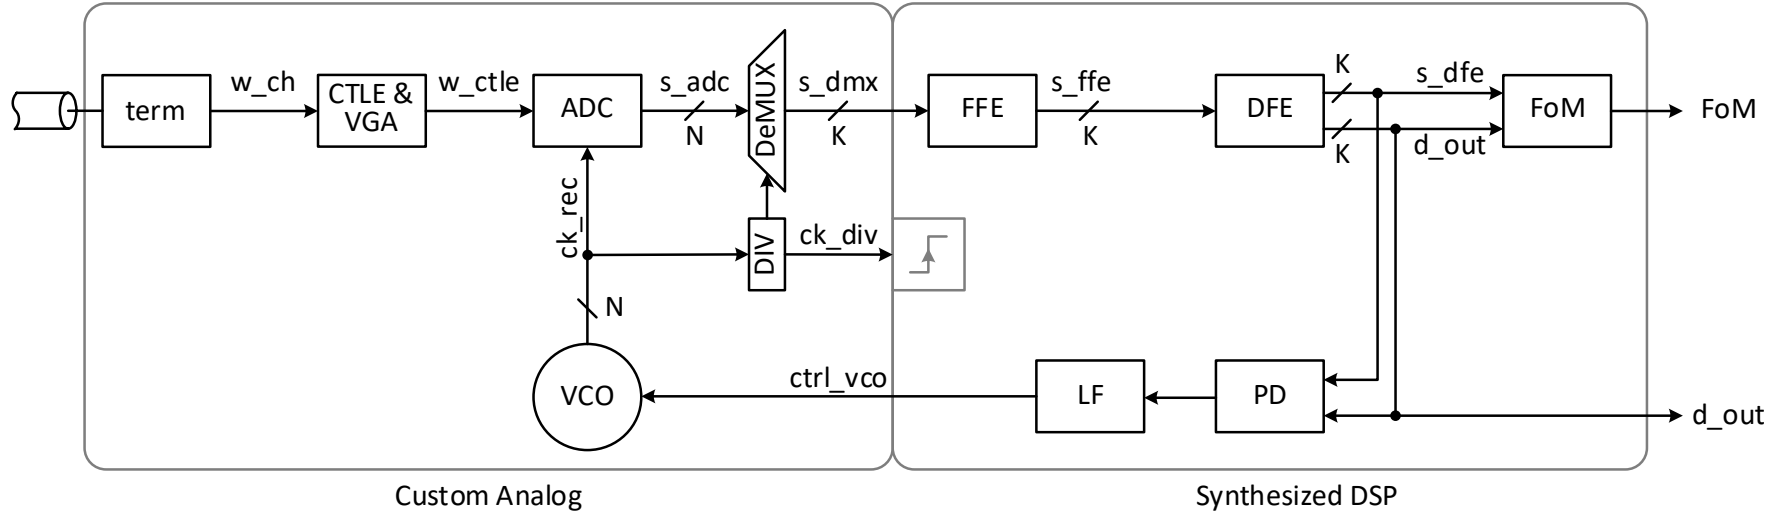 term
w_ch
CTLE &
VGA
w_ctle
ADC
s_adc
N
DeMUX
s_dmx
K
FFE
s_ffe
K
DFE
K
s_dfe
K
d_out
FoM
FoM
ck_rec
DIV
ck_div
N
VCO
ctrl_vco
LF
PD
d_out
Custom Analog
Synthesized DSP